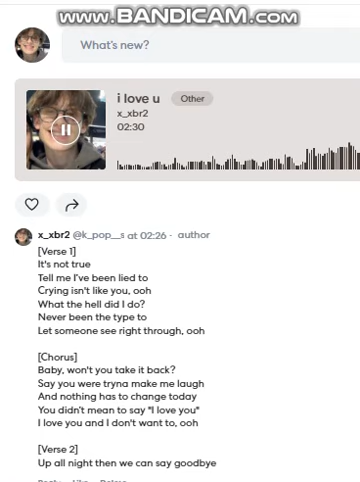 www.BANDICAM.com
What's new?
i love u Other
x_xbr2
02:30
x_xbr2 @k_pop__s at 02:26 · author
[Verse 1]
It's not true
Tell me I've been lied to
Crying isn't like you, ooh
What the hell did I do?
Never been the type to
Let someone see right through, ooh
[Chorus]
Baby, won't you take it back?
Say you were tryna make me laugh
And nothing has to change today
You didn't mean to say "I love you"
I love you and I don't want to, ooh
[Verse 2]
Up all night then we can say goodbye